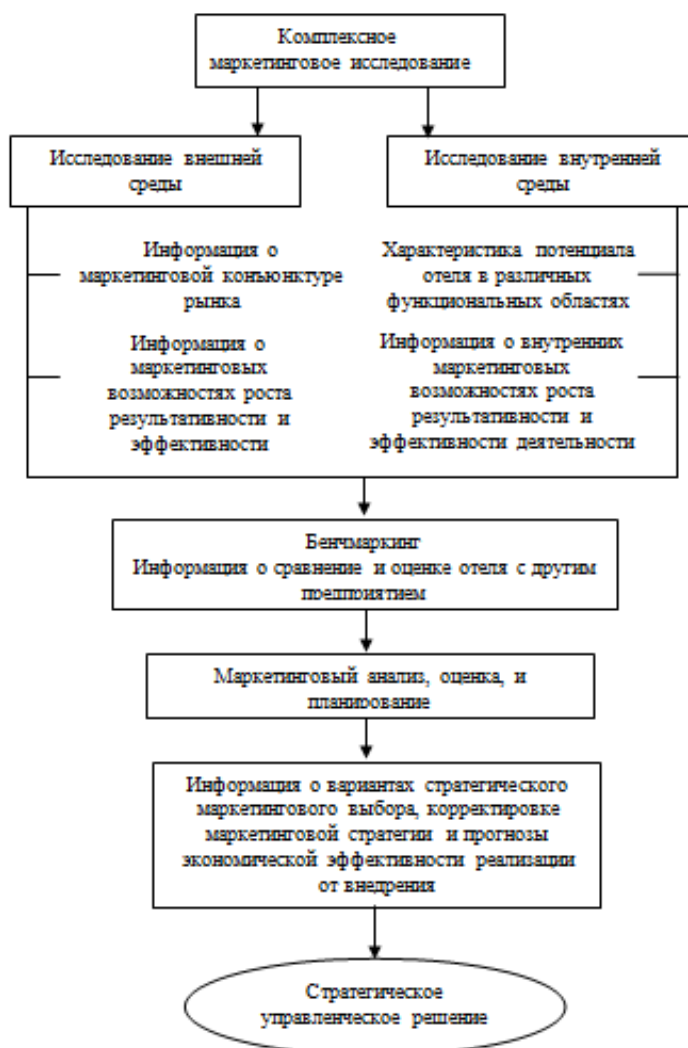 Комплексное
маркетинговое исследование
Исследование внешней
среды
Исследование внутренней
среды
Информация о
маркетинговой конъюнктуре
рынка
Характеристика потенциала
отеля в различных
функциональных областях
Информация о
маркетинговых
возможностях роста
результативности и
эффективности
Информация о внутренних
маркетинговых
возможностях роста
результативности и
эффективности деятельности
Бенчмаркинг
Информация о сравнение и оценке отеля с другим
предприятием
Маркетинговый анализ, оценка, и
планирование
Информация о вариантах стратегического
маркетингового выбора, корректировке
маркетинговой стратегии и прогнозы
экономической эффективности реализации
от внедрения
Стратегическое
управленческое решение